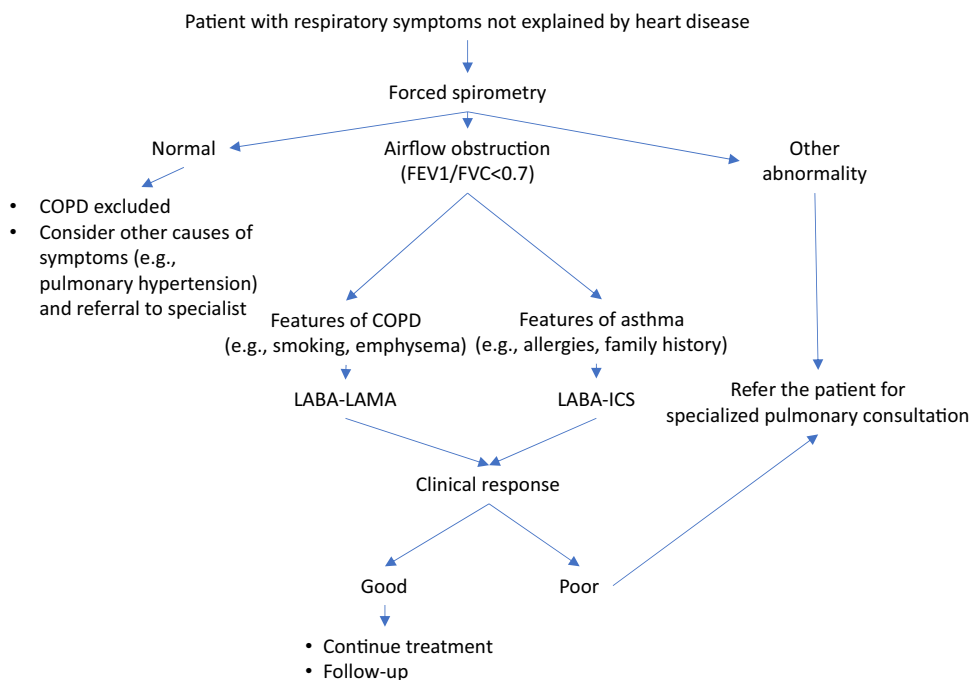 Patient with respiratory symptoms not explained by heart disease
Forced spirometry
Normal
Airflow obstruction
(FEV1/FVC<0.7)
Other
abnormality
• COPD excluded
• Consider other causes of
symptoms (e.g.,
pulmonary hypertension)
and referral to specialist
Features of COPD
(e.g., smoking, emphysema)
Features of asthma
(e.g., allergies, family history)
LABA-LAMA
LABA-ICS
Refer the patient for
specialized pulmonary consultation
Clinical response
Good
Poor
• Continue treatment
• Follow-up